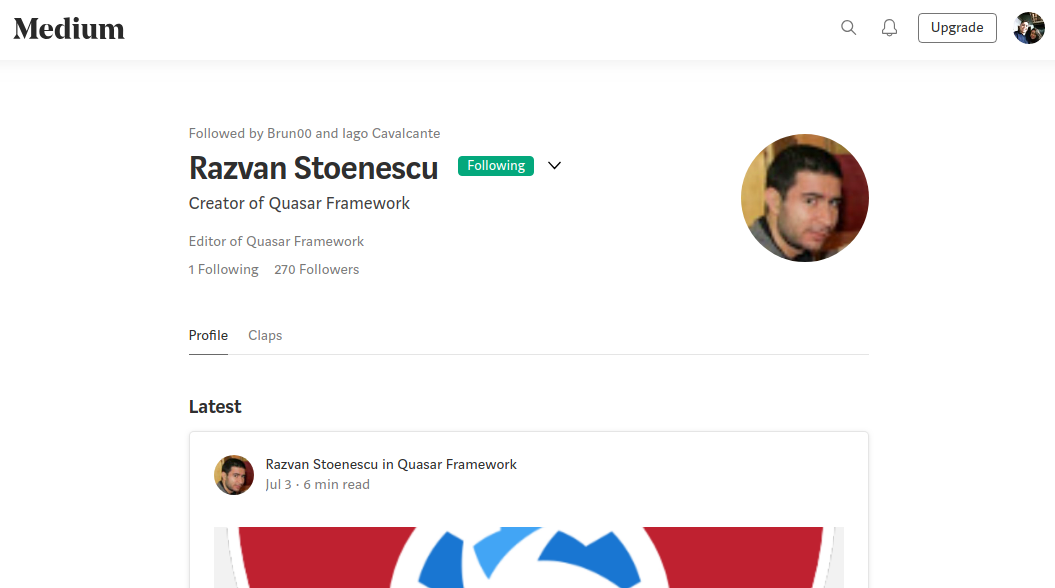 Medium
Upgrade
Followed by Brun00 and Iago Cavalcante
Razvan Stoenescu Following
Creator of Quasar Framework
Editor of Quasar Framework
1 Following 270 Followers
Profile Claps
Latest
Razvan Stoenescu in Quasar Framework
Jul 3 · 6 min read